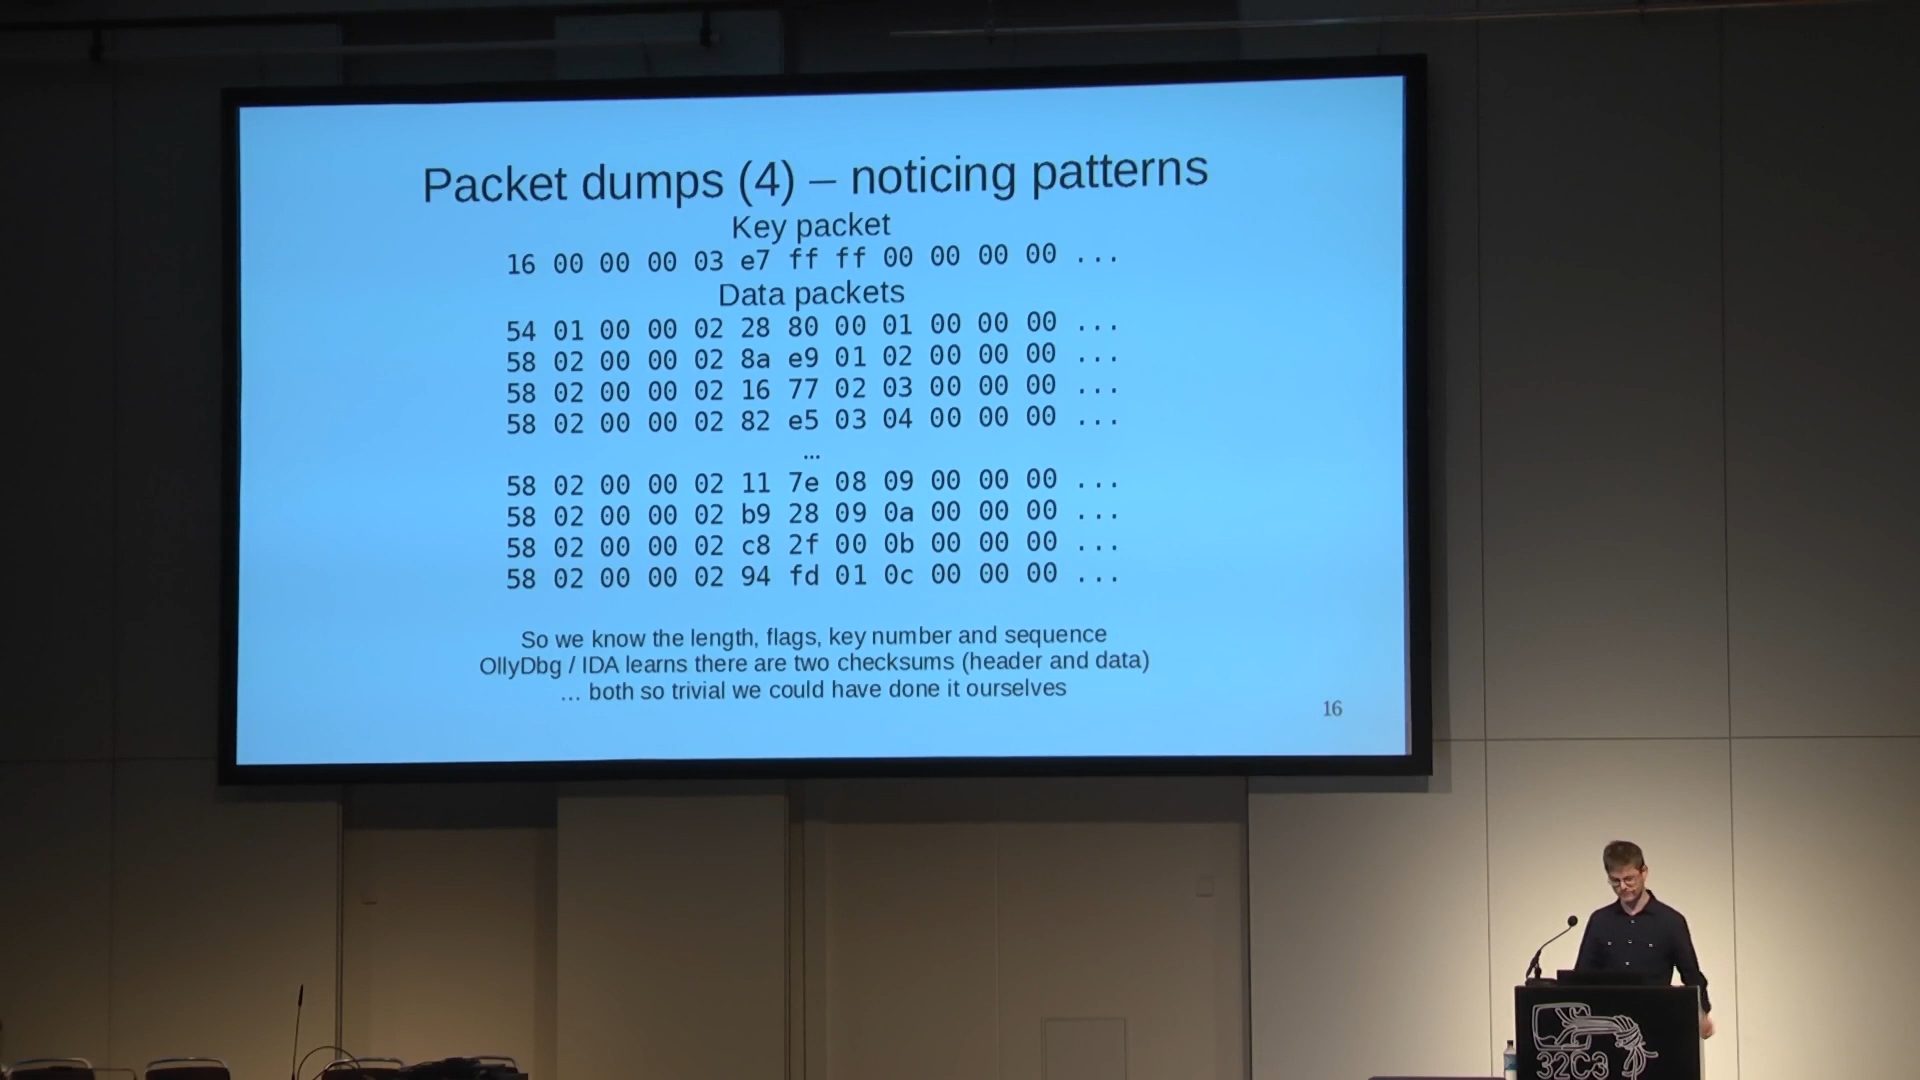 Packet dumps (4) – noticing patterns
Key packet
16 00 00 00 03 e7 ff ff 00 00 00 00 ...
Data packets
54 01 00 00 02 28 80 00 01 00 00 00 ...
58 02 00 00 02 8a e9 01 02 00 00 00 ...
58 02 00 00 02 16 77 02 03 00 00 00 ...
58 02 00 00 02 82 e5 03 04 00 00 00 ...
...
58 02 00 00 02 11 7e 08 09 00 00 00 ...
58 02 00 00 02 b9 28 09 0a 00 00 00 ...
58 02 00 00 02 c8 2f 00 0b 00 00 00 ...
58 02 00 00 02 94 fd 01 0c 00 00 00 ...
So we know the length, flags, key number and sequence
OllyDbg / IDA learns there are two checksums (header and data)
... both so trivial we could have done it ourselves
16
32C3